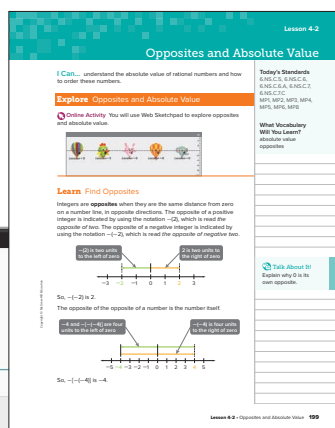 Lesson 4-2
Opposites and Absolute Value
I Can... understand the absolute value of rational numbers and how
to order these numbers.
Today's Standards
6.NS.C.5, 6.NS.C.6,
6.NS.C.6.A, 6.NS.C.7,
6.NS.C.7.C
MP1, MP2, MP3, MP4,
MP5, MP6, MP8
What Vocabulary
Will You Learn?
absolute value
opposites
Explore Opposites and Absolute Value
Online Activity You will use Web Sketchpad to explore opposites
and absolute value.
Learn Find Opposites
Integers are opposites when they are the same distance from zero
on a number line, in opposite directions. The opposite of a positive
integer is indicated by using the notation −(2), which is read the
opposite of two. The opposite of a negative integer is indicated by
using the notation −(−2), which is read the opposite of negative two.
−(2) is two units
to the left of zero
2 is two units to
the right of zero
−3 −2 −1 0 1 2 3
So, −(−2) is 2.
The opposite of the opposite of a number is the number itself.
−4 and −[−(−4)] are four
units to the left of zero
−(−4) is four units
to the right of zero
−5 −4 −3 −2 −1 0 1 2 3 4 5
So, −[−(−4)] is −4.
Talk About It!
Explain why 0 is its
own opposite.
Lesson 4-2 • Opposites and Absolute Value 199